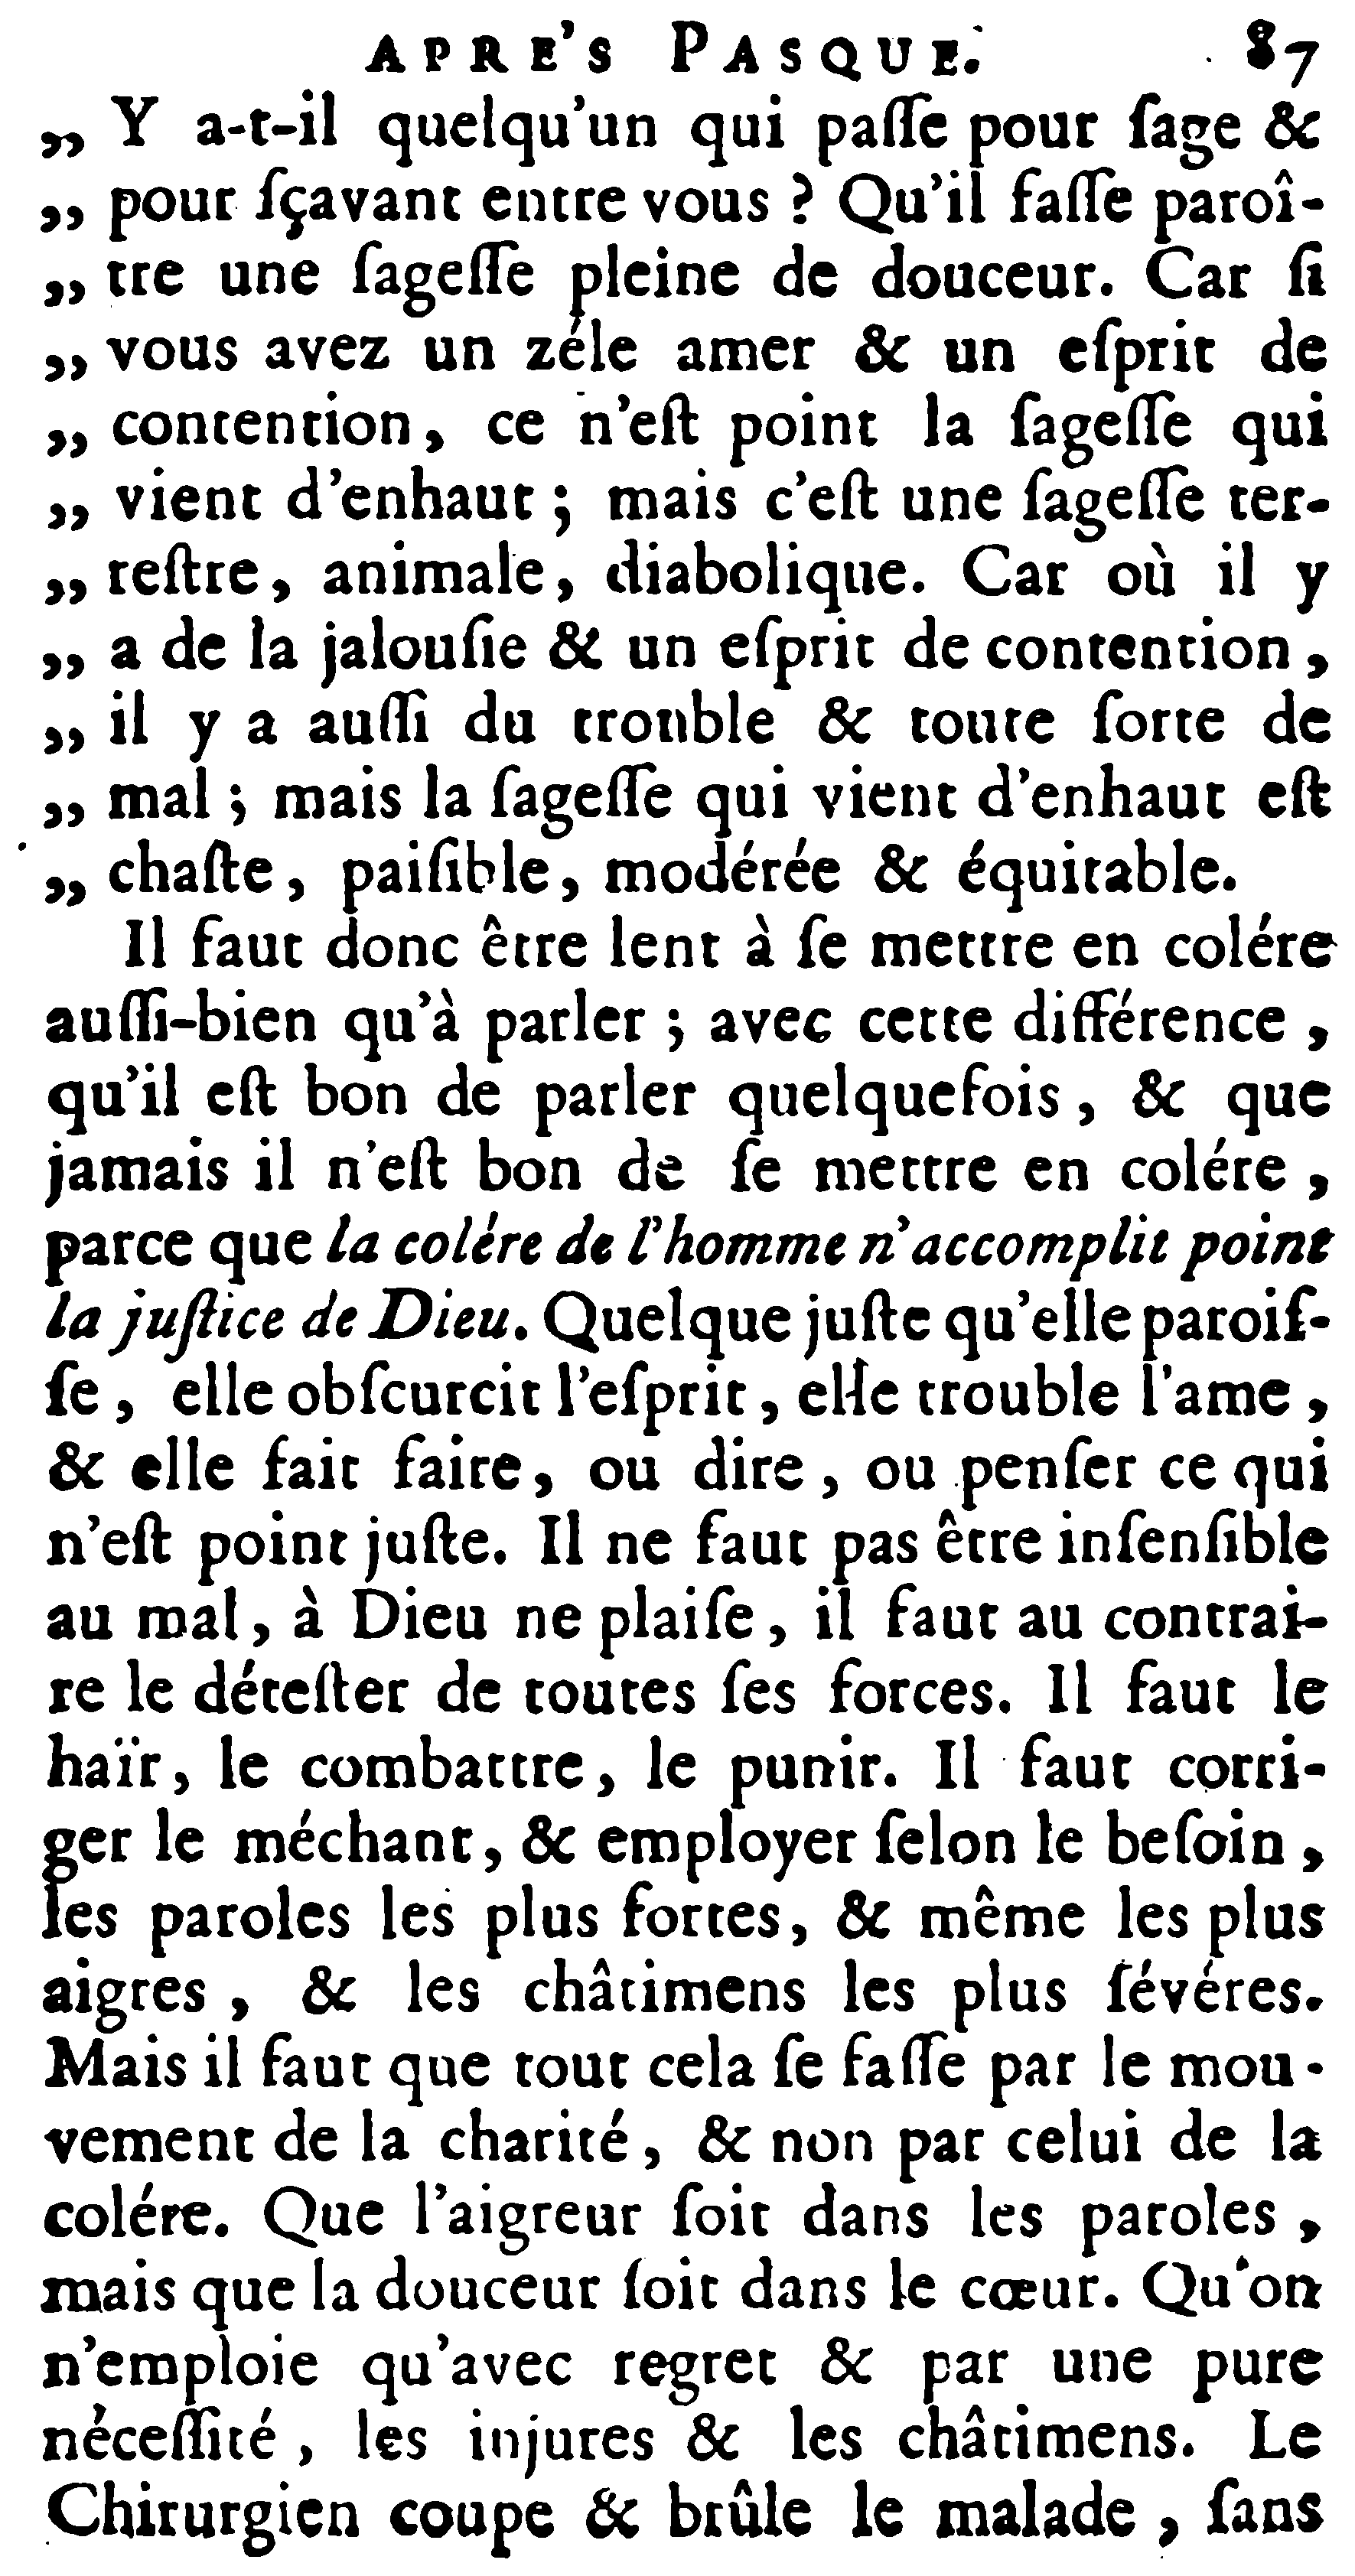 APRE'S PASQUE. 87
„ Y a-t-il quelqu'un qui paſſe pour ſage &
„ pour ſçavant entre vous ? Qu'il faſſe paroî-
„ tre une ſageſſe pleine de douceur. Car ſi
„ vous avez un zéle amer & un eſprit de
„ contention, ce n'eſt point la ſageſſe qui
„ vient d'enhaut ; mais c'eſt une ſageſſe ter-
„ reſtre, animale, diabolique. Car où il y
„ a de la jalouſie & un eſprit de contention,
„ il y a auſſi du trouble & toute ſorte de
„ mal ; mais la ſageſſe qui vient d'enhaut eſt
„ chaſte, paiſible, modérée & équitable.
Il faut donc être lent à ſe mettre en colére
auſſi-bien qu'à parler ; avec cette différence,
qu'il eſt bon de parler quelquefois, & que
jamais il n'eſt bon de ſe mettre en colére,
parce que la colére de l'homme n'accomplit point
la juſtice de Dieu. Quelque juſte qu'elle paroiſ-
ſe, elle obſcurcit l'eſprit, elle trouble l'ame,
& elle fait faire, ou dire, ou penſer ce qui
n'eſt point juſte. Il ne faut pas être inſenſible
au mal, à Dieu ne plaiſe, il faut au contrai-
re le déteſter de toutes ſes forces. Il faut le
haïr, le combattre, le punir. Il faut corri-
ger le méchant, & employer ſelon le beſoin,
les paroles les plus fortes, & même les plus
aigres, & les châtimens les plus ſévéres.
Mais il faut que tout cela ſe faſſe par le mou-
vement de la charité, & non par celui de la
colére. Que l'aigreur ſoit dans les paroles,
mais que la douceur ſoit dans le cœur. Qu'on
n'emploie qu'avec regret & par une pure
néceſſité, les injures & les châtimens. Le
Chirurgien coupe & brûle le malade, ſans